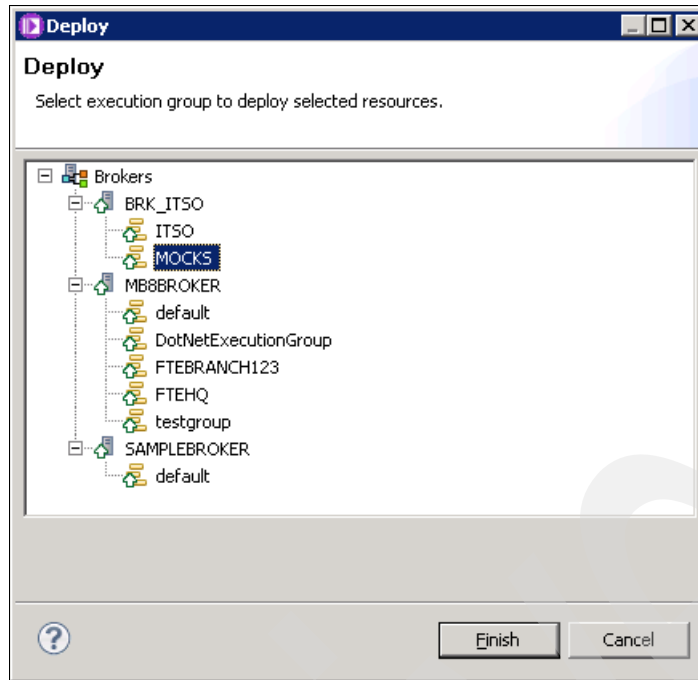 Deploy
Deploy
Select execution group to deploy selected resources.
Brokers
BRK_ITSO
ITSO
MOCKS
MB8BROKER
default
DotNetExecutionGroup
FTEBRANCH123
FTEHQ
testgroup
SAMPLEBROKER
default
?
Finish Cancel